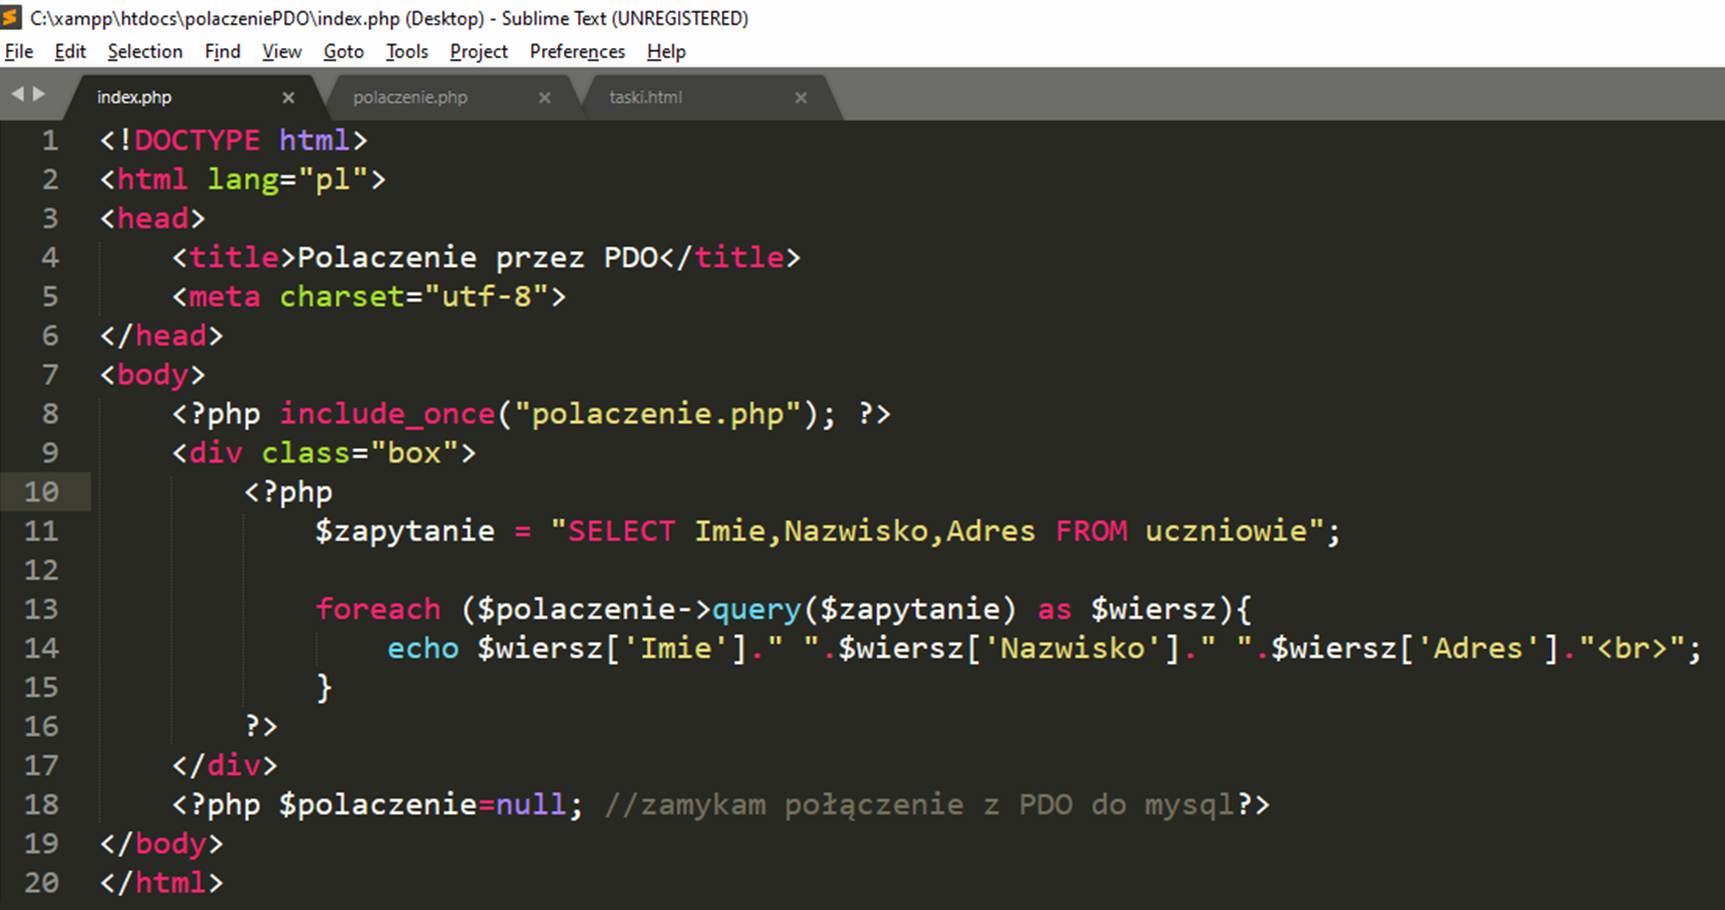 C:\xampp\htdocs\polaczeniePDO\index.php (Desktop) - Sublime Text (UNREGISTERED)
File Edit Selection Find View Goto Tools Project Preferences Help
index.php × polaczenie.php × taski.html ×
1 <!DOCTYPE html>
2 <html lang="pl">
3 <head>
4     <title>Polaczenie przez PDO</title>
5     <meta charset="utf-8">
6 </head>
7 <body>
8     <?php include_once("polaczenie.php"); ?>
9     <div class="box">
10         <?php
11             $zapytanie = "SELECT Imie,Nazwisko,Adres FROM uczniowie";
12
13             foreach ($polaczenie->query($zapytanie) as $wiersz){
14                 echo $wiersz['Imie']." ".$wiersz['Nazwisko']." ".$wiersz['Adres']."<br>";
15             }
16         ?>
17     </div>
18     <?php $polaczenie=null; //zamykam połączenie z PDO do mysql?>
19 </body>
20 </html>